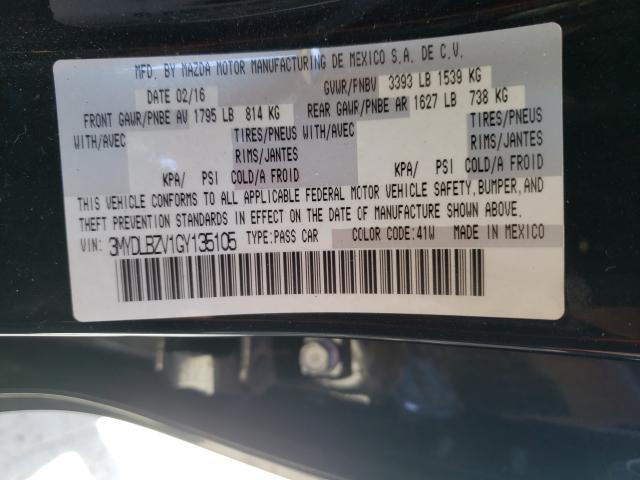 MFD. BY MAZDA MOTOR MANUFACTURING DE MEXICO S.A. DE C.V.
DATE 02/16 GVWR/PNBV 3393 LB 1539 KG
FRONT GAWR/PNBE AV 1795 LB 814 KG REAR GAWR/PNBE AR 1627 LB 738 KG
WITH/AVEC TIRES/PNEUS WITH/AVEC TIRES/PNEUS
RIMS/JANTES RIMS/JANTES
KPA/ PSI COLD/A FROID KPA/ PSI COLD/A FROID
THIS VEHICLE CONFORMS TO ALL APPLICABLE FEDERAL MOTOR VEHICLE SAFETY, BUMPER, AND
THEFT PREVENTION STANDARDS IN EFFECT ON THE DATE OF MANUFACTURE SHOWN ABOVE.
VIN: 3MYDLBZV1GY135105 TYPE:PASS CAR COLOR CODE:41W MADE IN MEXICO